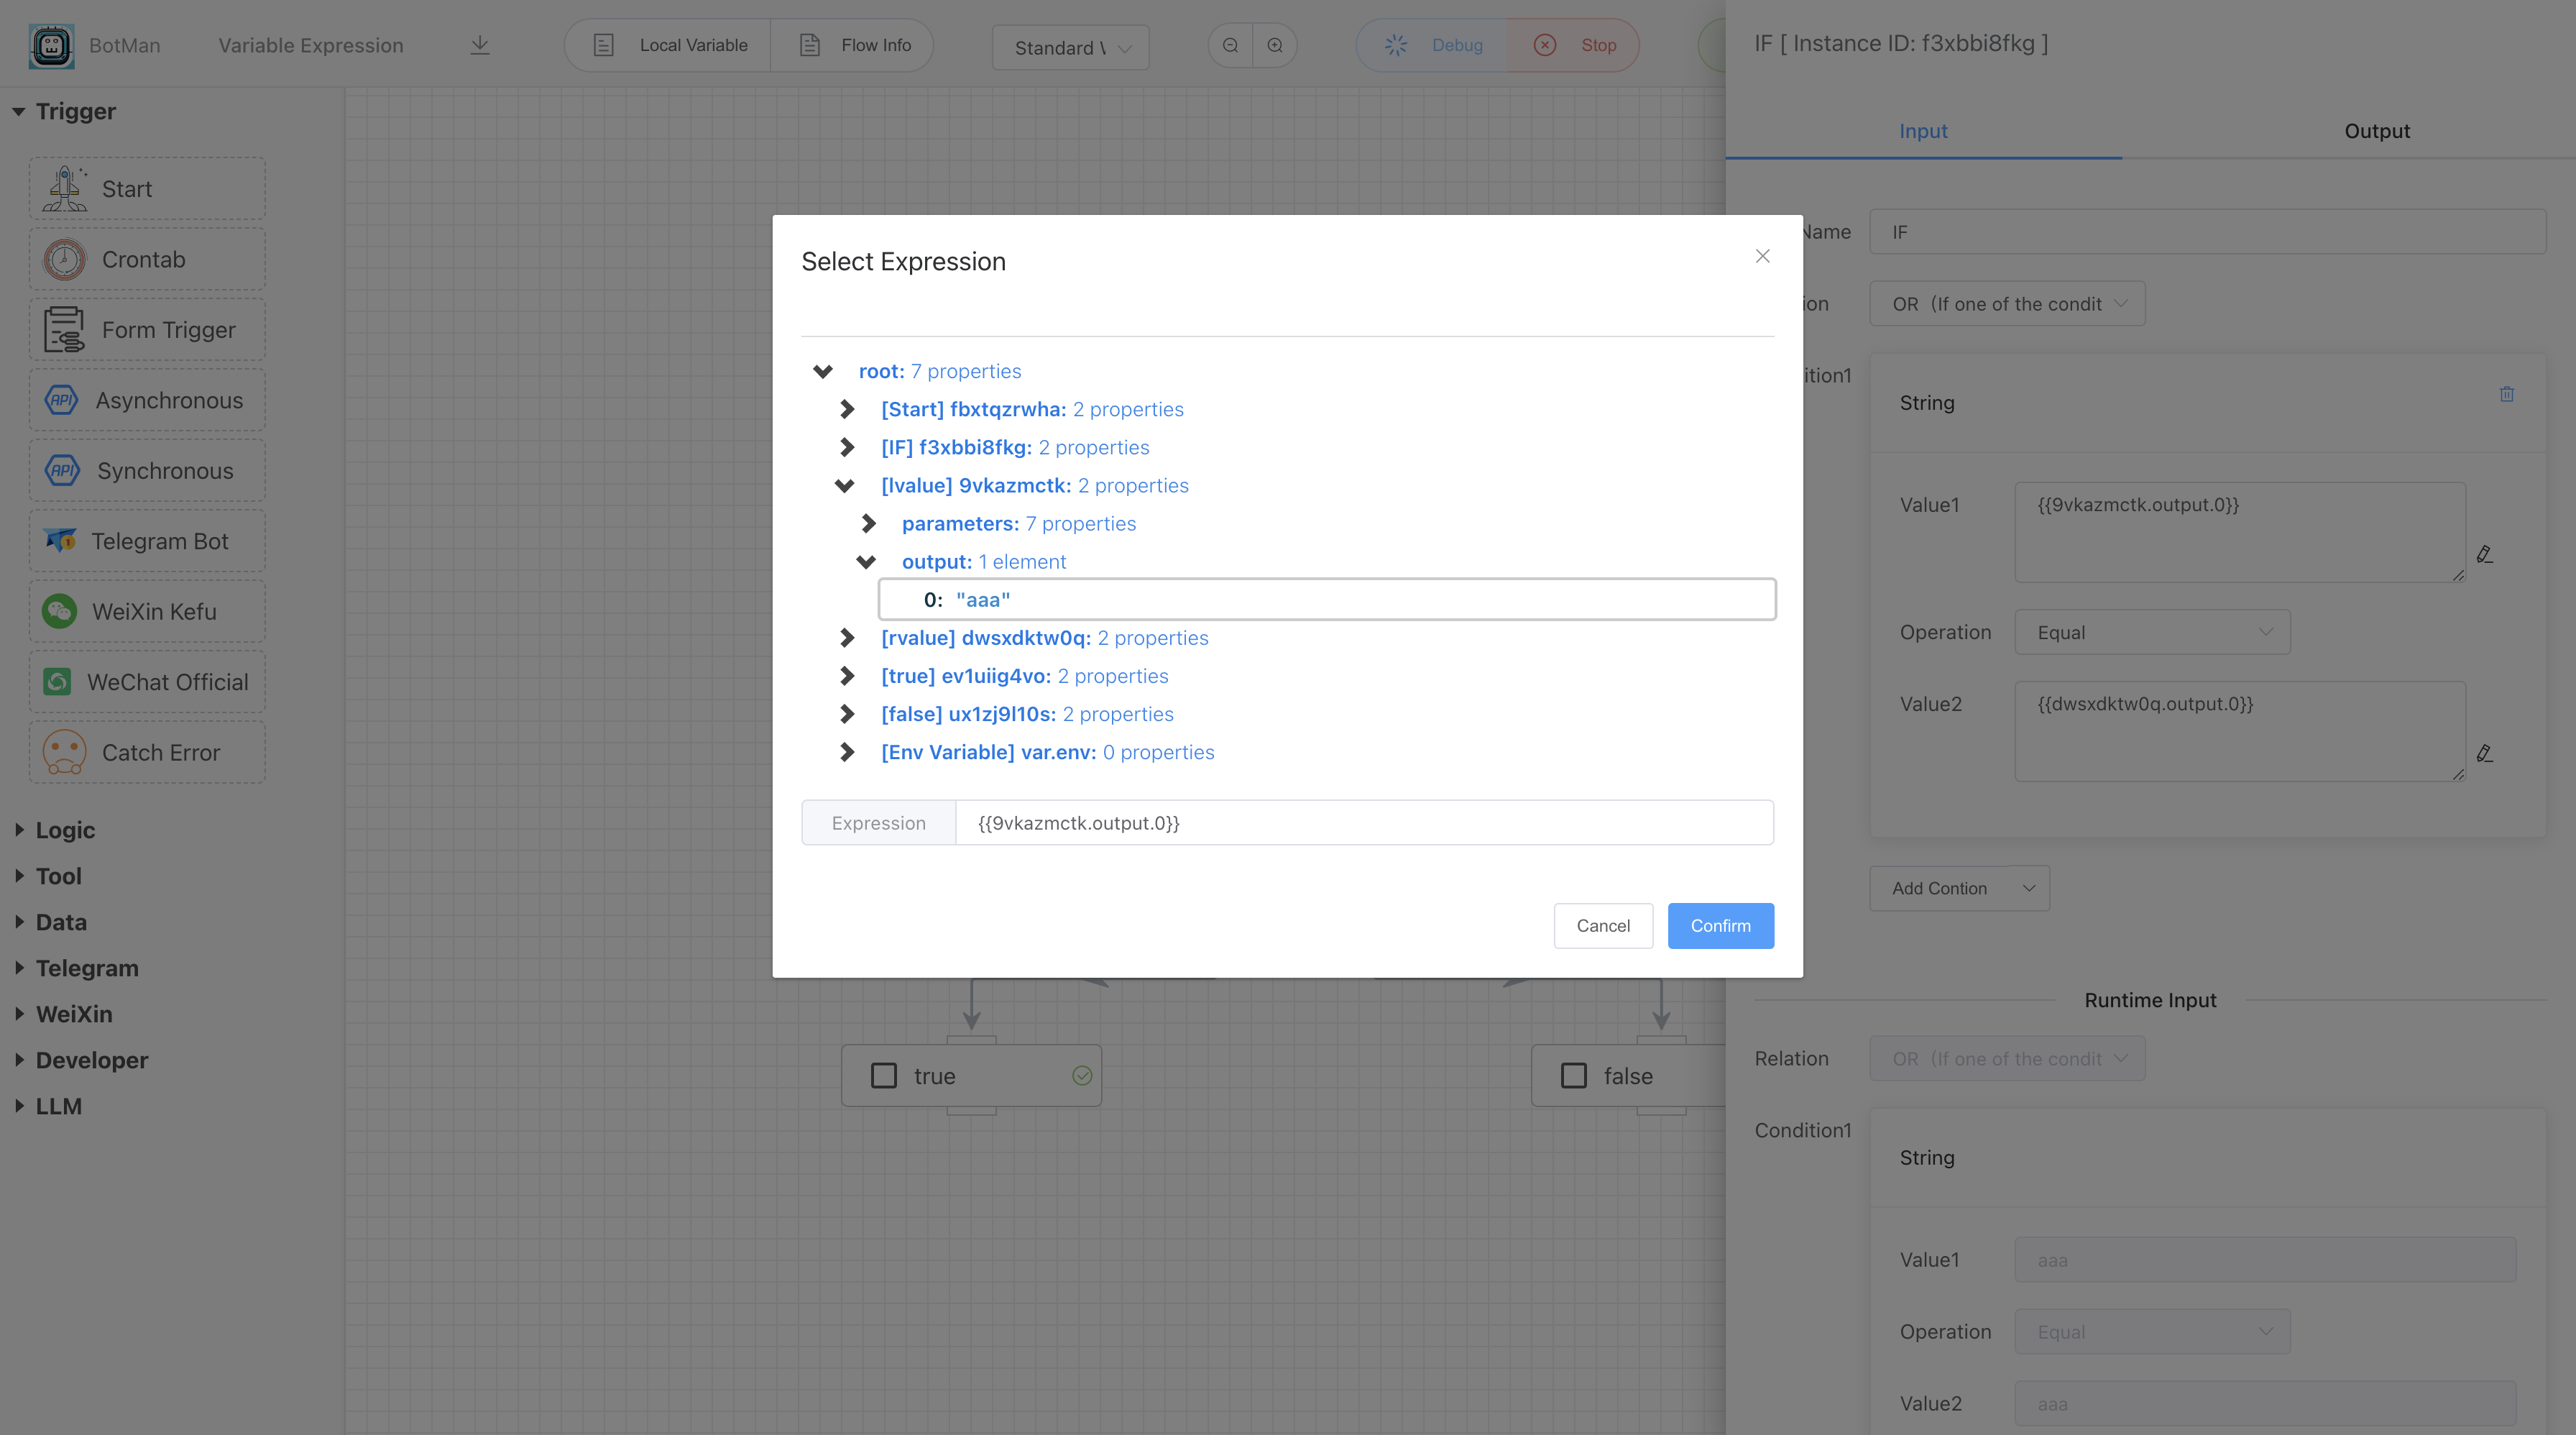 BotMan
Variable Expression
Local Variable
Flow Info
Standard
Debug
Stop
IF [ Instance ID: f3xbbi8fkg ]
Trigger
Start
Crontab
Form Trigger
API
Asynchronous
API
Synchronous
1
Telegram Bot
WeiXin Kefu
WeChat Official
Catch Error
Logic
Tool
Data
Telegram
WeiXin
Developer
LLM
Select Expression
root: 7 properties
[Start] fbxtqzrwha: 2 properties
[IF] f3xbbi8fkg: 2 properties
[lvalue] 9vkazmctk: 2 properties
parameters: 7 properties
output: 1 element
0: "aaa"
[rvalue] dwsxdktw0q: 2 properties
[true] ev1uiig4vo: 2 properties
[false] ux1zj9l10s: 2 properties
[Env Variable] var.env: 0 properties
Expression {{9vkazmctk.output.0}}
Cancel
Confirm
true
false
Input
Output
Name IF
OR (If one of the condit
String
Value1 {{9vkazmctk.output.0}}
Operation Equal
Value2 {{dwsxdktw0q.output.0}}
Add Contion
Runtime Input
Relation OR (If one of the condit
Condition1
String
Value1 aaa
Operation Equal
Value2 aaa